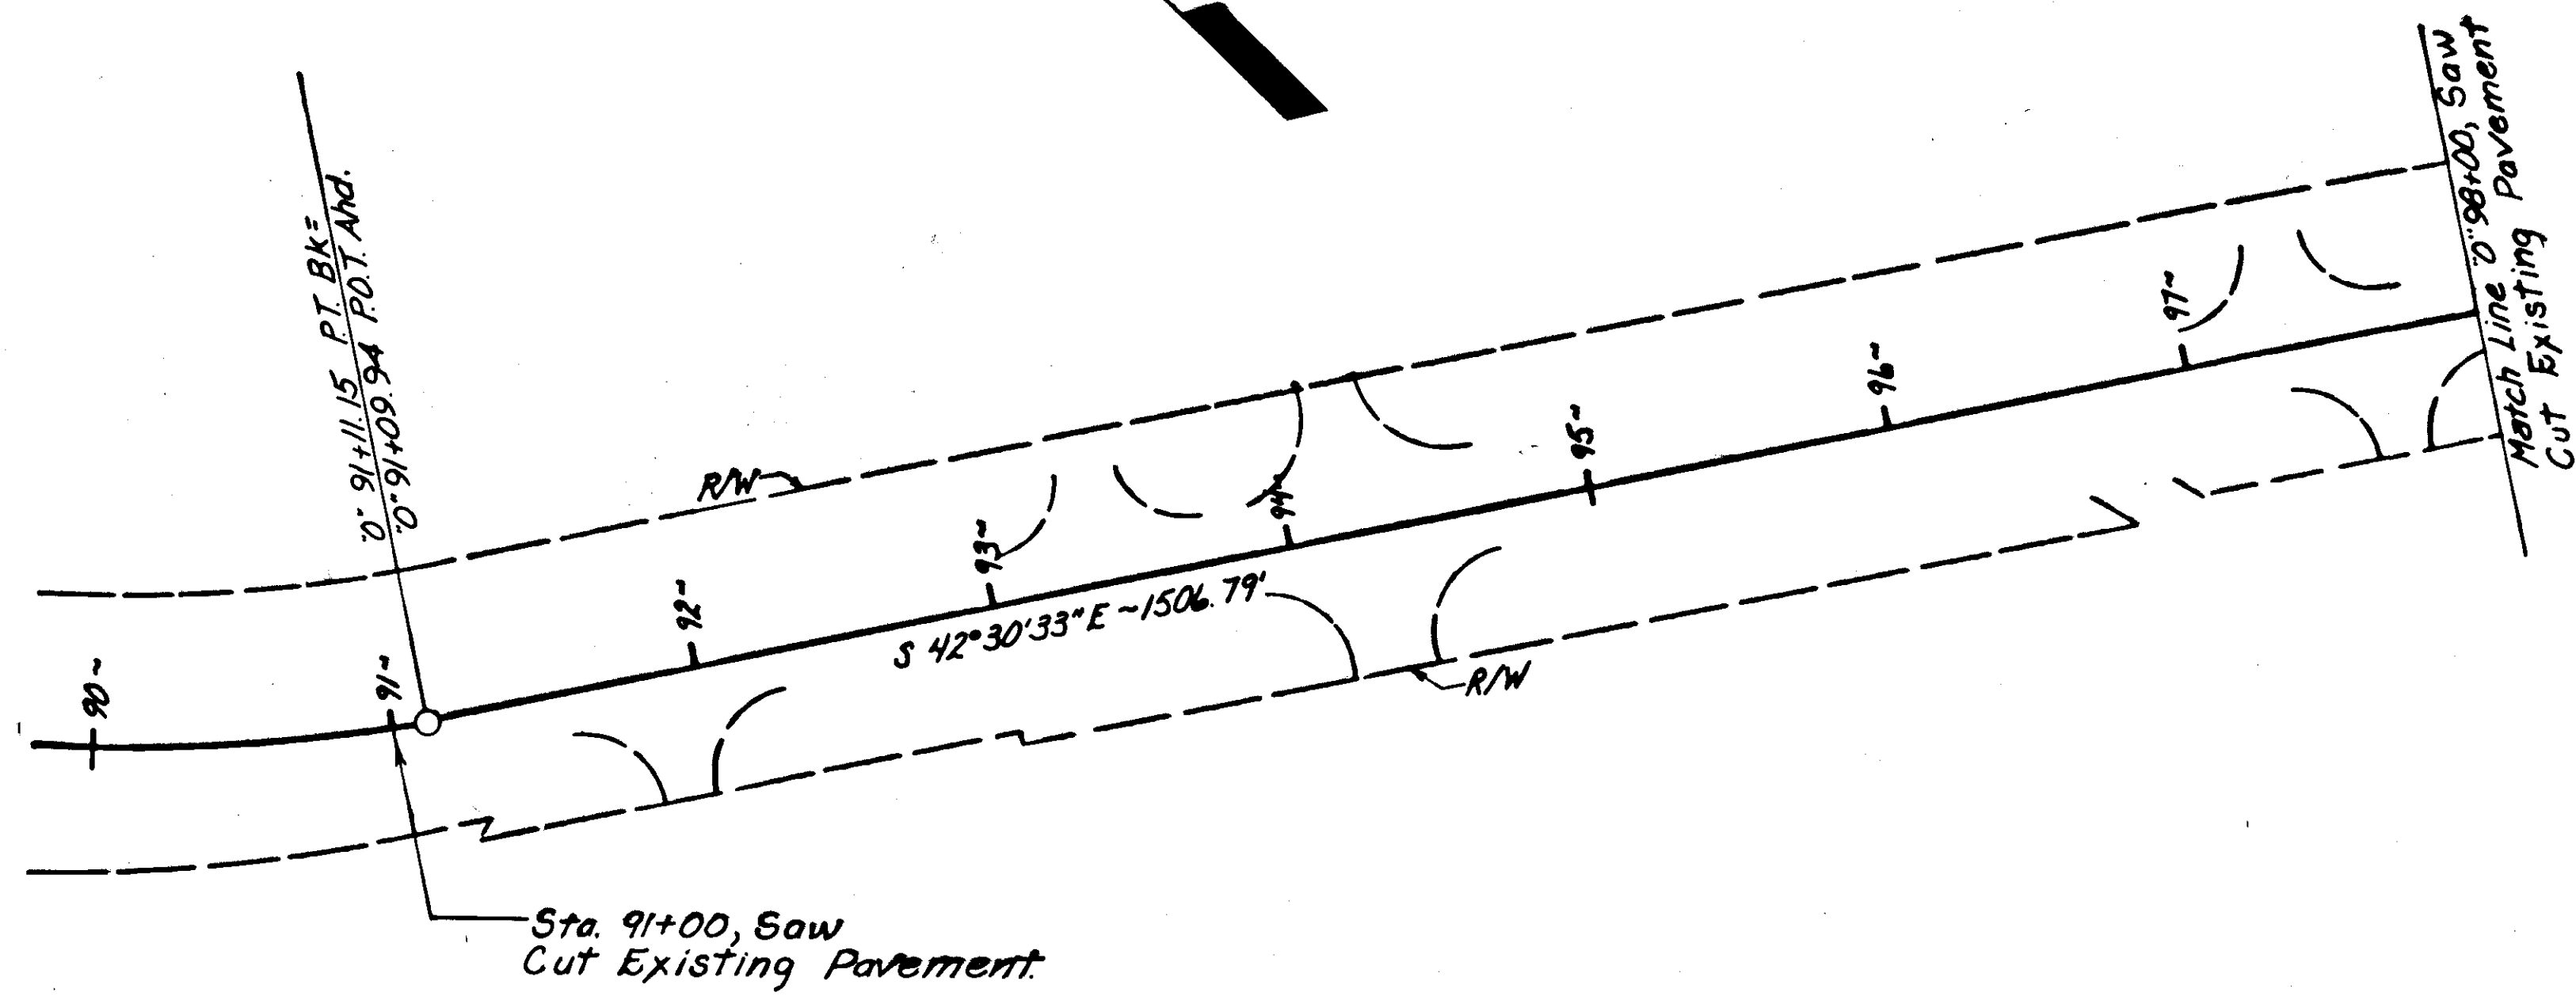 "O" 91+11.15 P.T. BK=
"O" 91+09.94 P.O.T. Ahd.
90~
91~
92~
93~
94~
95~
96~
97~
R/W
S 42°30'33"E ~1506.79'
R/W
Match Line "O" 98+00, Saw
Cut Existing Pavement
Sta. 91+00, Saw
Cut Existing Pavement.